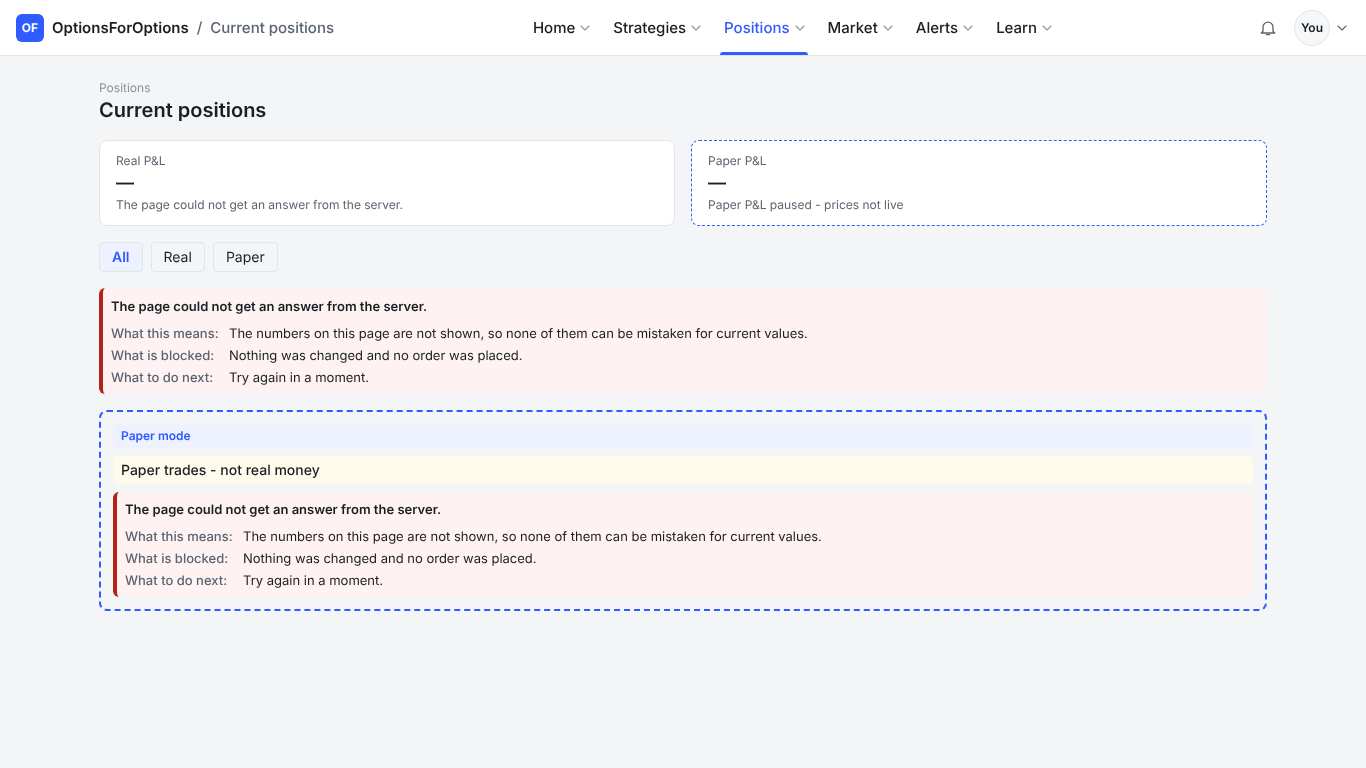 OF OptionsForOptions / Current positions Home Strategies Positions Market Alerts Learn You
Positions
Current positions
Real P&L
—
The page could not get an answer from the server.
Paper P&L
—
Paper P&L paused - prices not live
All Real Paper
The page could not get an answer from the server.
What this means: The numbers on this page are not shown, so none of them can be mistaken for current values.
What is blocked: Nothing was changed and no order was placed.
What to do next: Try again in a moment.
Paper mode
Paper trades - not real money
The page could not get an answer from the server.
What this means: The numbers on this page are not shown, so none of them can be mistaken for current values.
What is blocked: Nothing was changed and no order was placed.
What to do next: Try again in a moment.